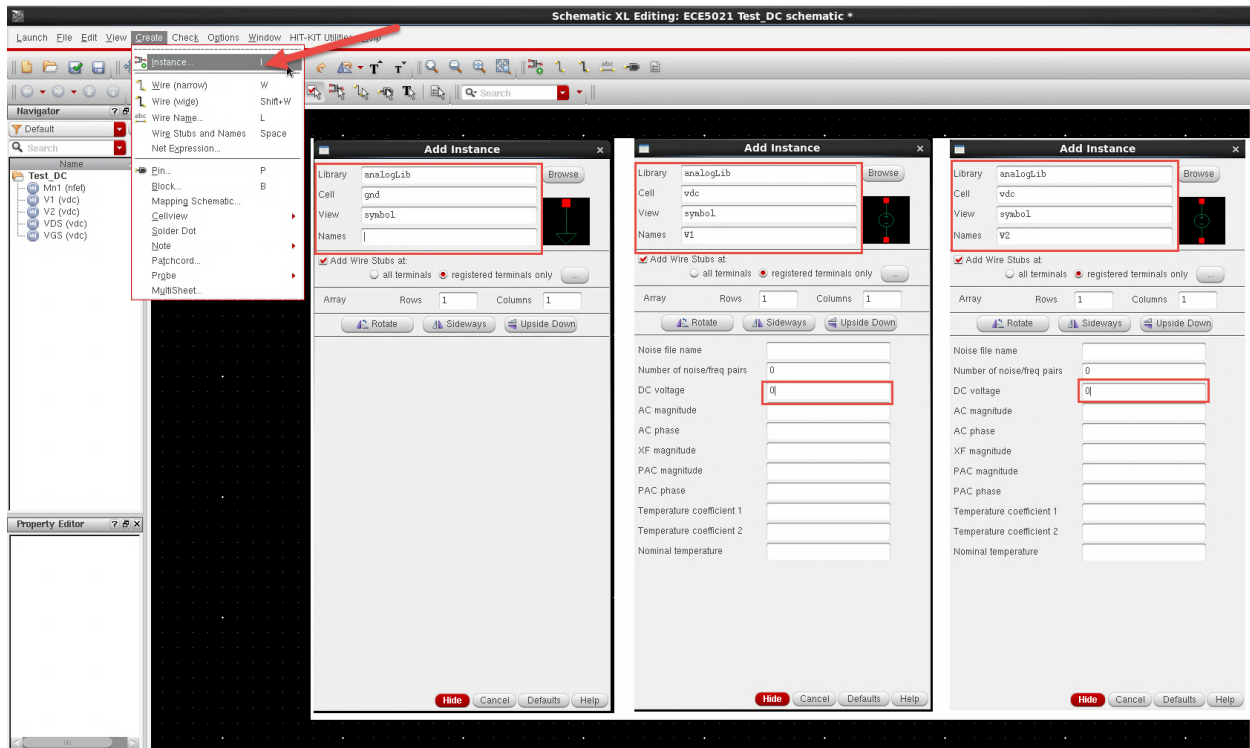 Schematic XL Editing: ECE5021 Test_DC schematic *
Launch File Edit View Create Check Options Window HIT-KIT Utilities Help
Instance... I
Wire (narrow) W
Wire (wide) Shift+W
Wire Name... L
Wire Stubs and Names Space
Net Expression...
Pin... P
Block... B
Mapping Schematic...
Cellview
Solder Dot
Note
Patchcord...
Probe
MultiSheet...
Search
Navigator
Default
Search
Name
Test_DC
Mn1 (nfet)
V1 (vdc)
V2 (vdc)
VDS (vdc)
VGS (vdc)
Property Editor
Add Instance
Library analogLib Browse
Cell gnd
View symbol
Names
Add Wire Stubs at:
all terminals registered terminals only ...
Array Rows 1 Columns 1
Rotate Sideways Upside Down
Hide Cancel Defaults Help
Add Instance
Library analogLib Browse
Cell vdc
View symbol
Names V1
Add Wire Stubs at:
all terminals registered terminals only ...
Array Rows 1 Columns 1
Rotate Sideways Upside Down
Noise file name
Number of noise/freq pairs 0
DC voltage 0
AC magnitude
AC phase
XF magnitude
PAC magnitude
PAC phase
Temperature coefficient 1
Temperature coefficient 2
Nominal temperature
Hide Cancel Defaults Help
Add Instance
Library analogLib Browse
Cell vdc
View symbol
Names V2
Add Wire Stubs at:
all terminals registered terminals only ...
Array Rows 1 Columns 1
Rotate Sideways Upside Down
Noise file name
Number of noise/freq pairs 0
DC voltage 0
AC magnitude
AC phase
XF magnitude
PAC magnitude
PAC phase
Temperature coefficient 1
Temperature coefficient 2
Nominal temperature
Hide Cancel Defaults Help